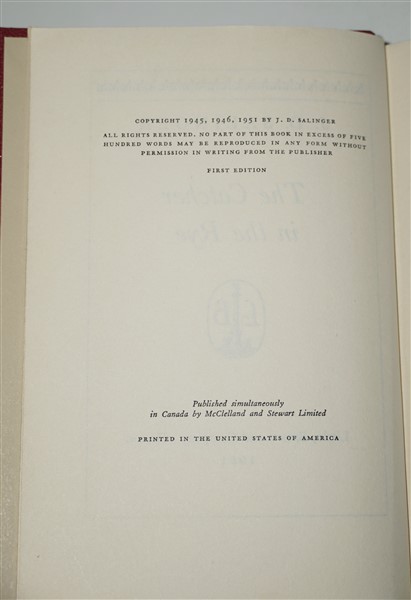 COPYRIGHT 1945, 1946, 1951 BY J. D. SALINGER
ALL RIGHTS RESERVED. NO PART OF THIS BOOK IN EXCESS OF FIVE
HUNDRED WORDS MAY BE REPRODUCED IN ANY FORM WITHOUT
PERMISSION IN WRITING FROM THE PUBLISHER
FIRST EDITION
Published simultaneously
in Canada by McClelland and Stewart Limited
PRINTED IN THE UNITED STATES OF AMERICA